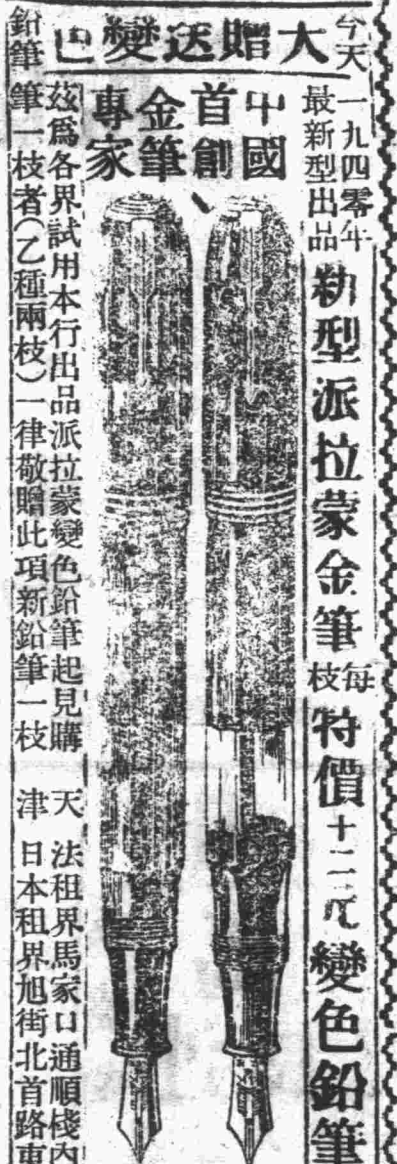 今天
大贈送變色
鉛筆
一九四零年
最新型出品
新型派拉蒙金筆
每枝
特價十二元
變色鉛筆
中國
首創
金筆
專家
茲爲各界試用本行出品派拉蒙變色鉛筆起見購
筆一枝者(乙種兩枝)一律敬贈此項新鉛筆一枝
天津
法租界馬家口通順棧內
日本租界旭街北首路東